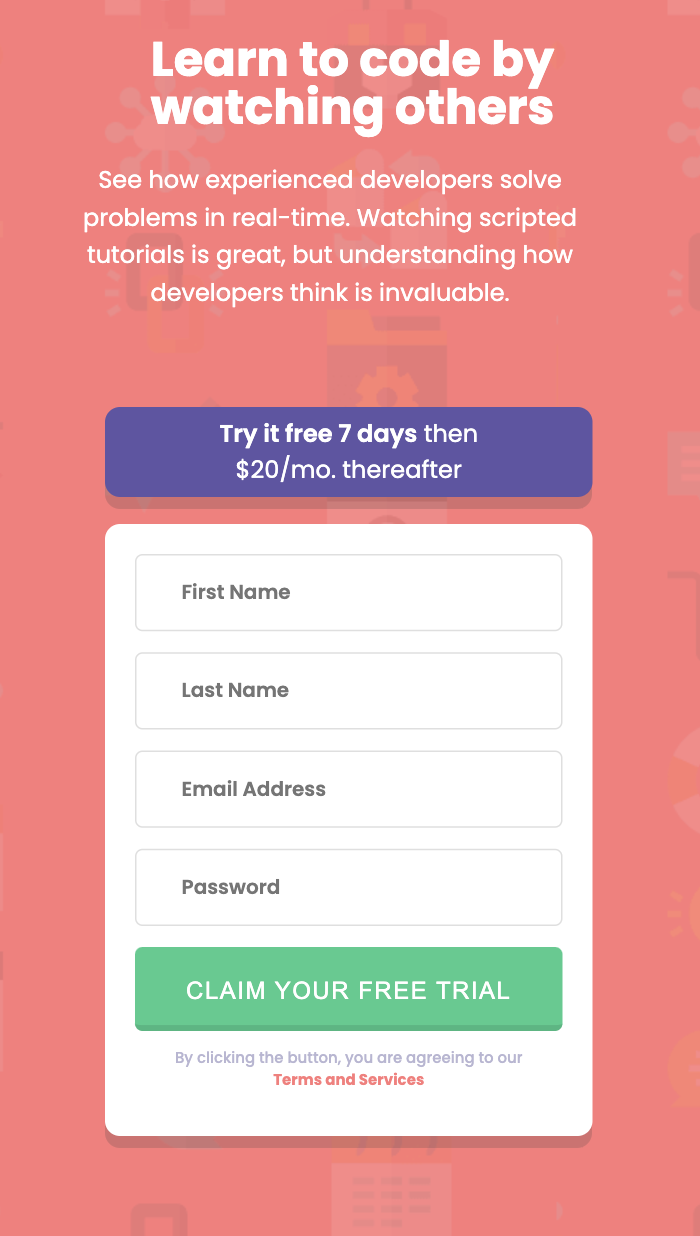 Learn to code by
watching others
See how experienced developers solve
problems in real-time. Watching scripted
tutorials is great, but understanding how
developers think is invaluable.
Try it free 7 days then
$20/mo. thereafter
First Name
Last Name
Email Address
Password
CLAIM YOUR FREE TRIAL
By clicking the button, you are agreeing to our
Terms and Services